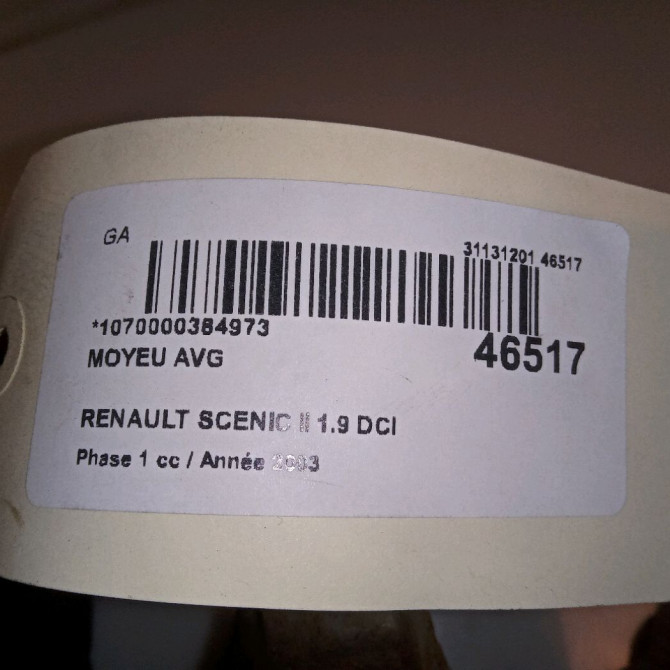 GA
31131201 46517
*1070000384973
46517
MOYEU AVG
RENAULT SCENIC II 1.9 DCI
Phase 1 cc / Année 2003